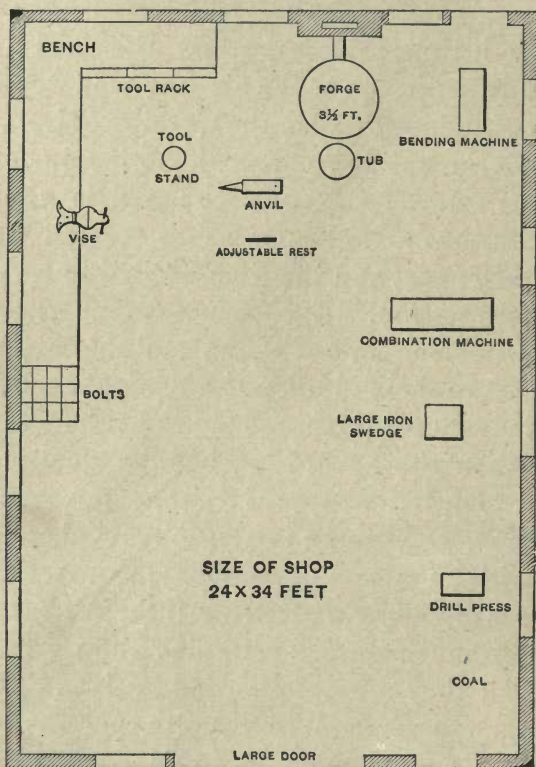 BENCH
TOOL RACK
FORGE
3½ FT.
BENDING MACHINE
TOOL
STAND
TUB
ANVIL
VISE
ADJUSTABLE REST
COMBINATION MACHINE
BOLTS
LARGE IRON
SWEDGE
SIZE OF SHOP
24 X 34 FEET
DRILL PRESS
COAL
LARGE DOOR